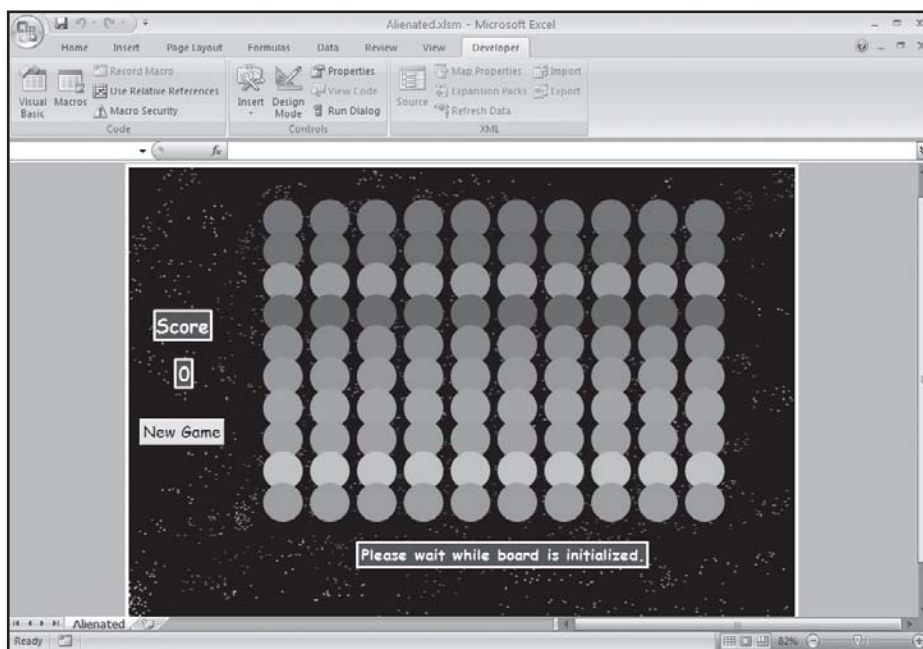 Alienated.xlsm - Microsoft Excel
Home Insert Page Layout Formulas Data Review View Developer
Visual Basic
Macros
Record Macro
Use Relative References
Macro Security
Code
Insert
Design Mode
Properties
View Code
Run Dialog
Controls
Source
Map Properties
Expansion Packs
Refresh Data
Import
Export
XML
fx
Score
0
New Game
Please wait while board is initialized.
Alienated
Ready
82%